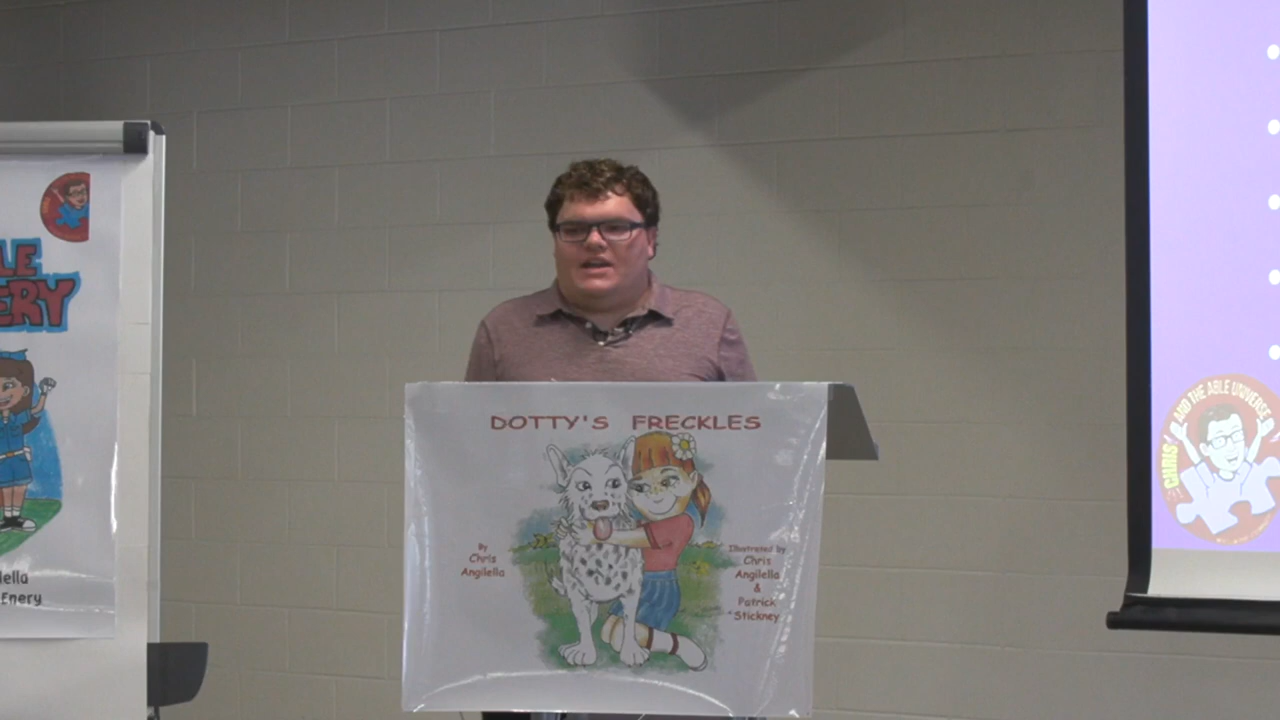 LE
ERY
lella
Enery
DOTTY'S FRECKLES
By
Chris
Angilella
Illustrated by
Chris
Angilella
&
Patrick
Stickney
CHRIS'
AND THE ABLE UNIVERSE